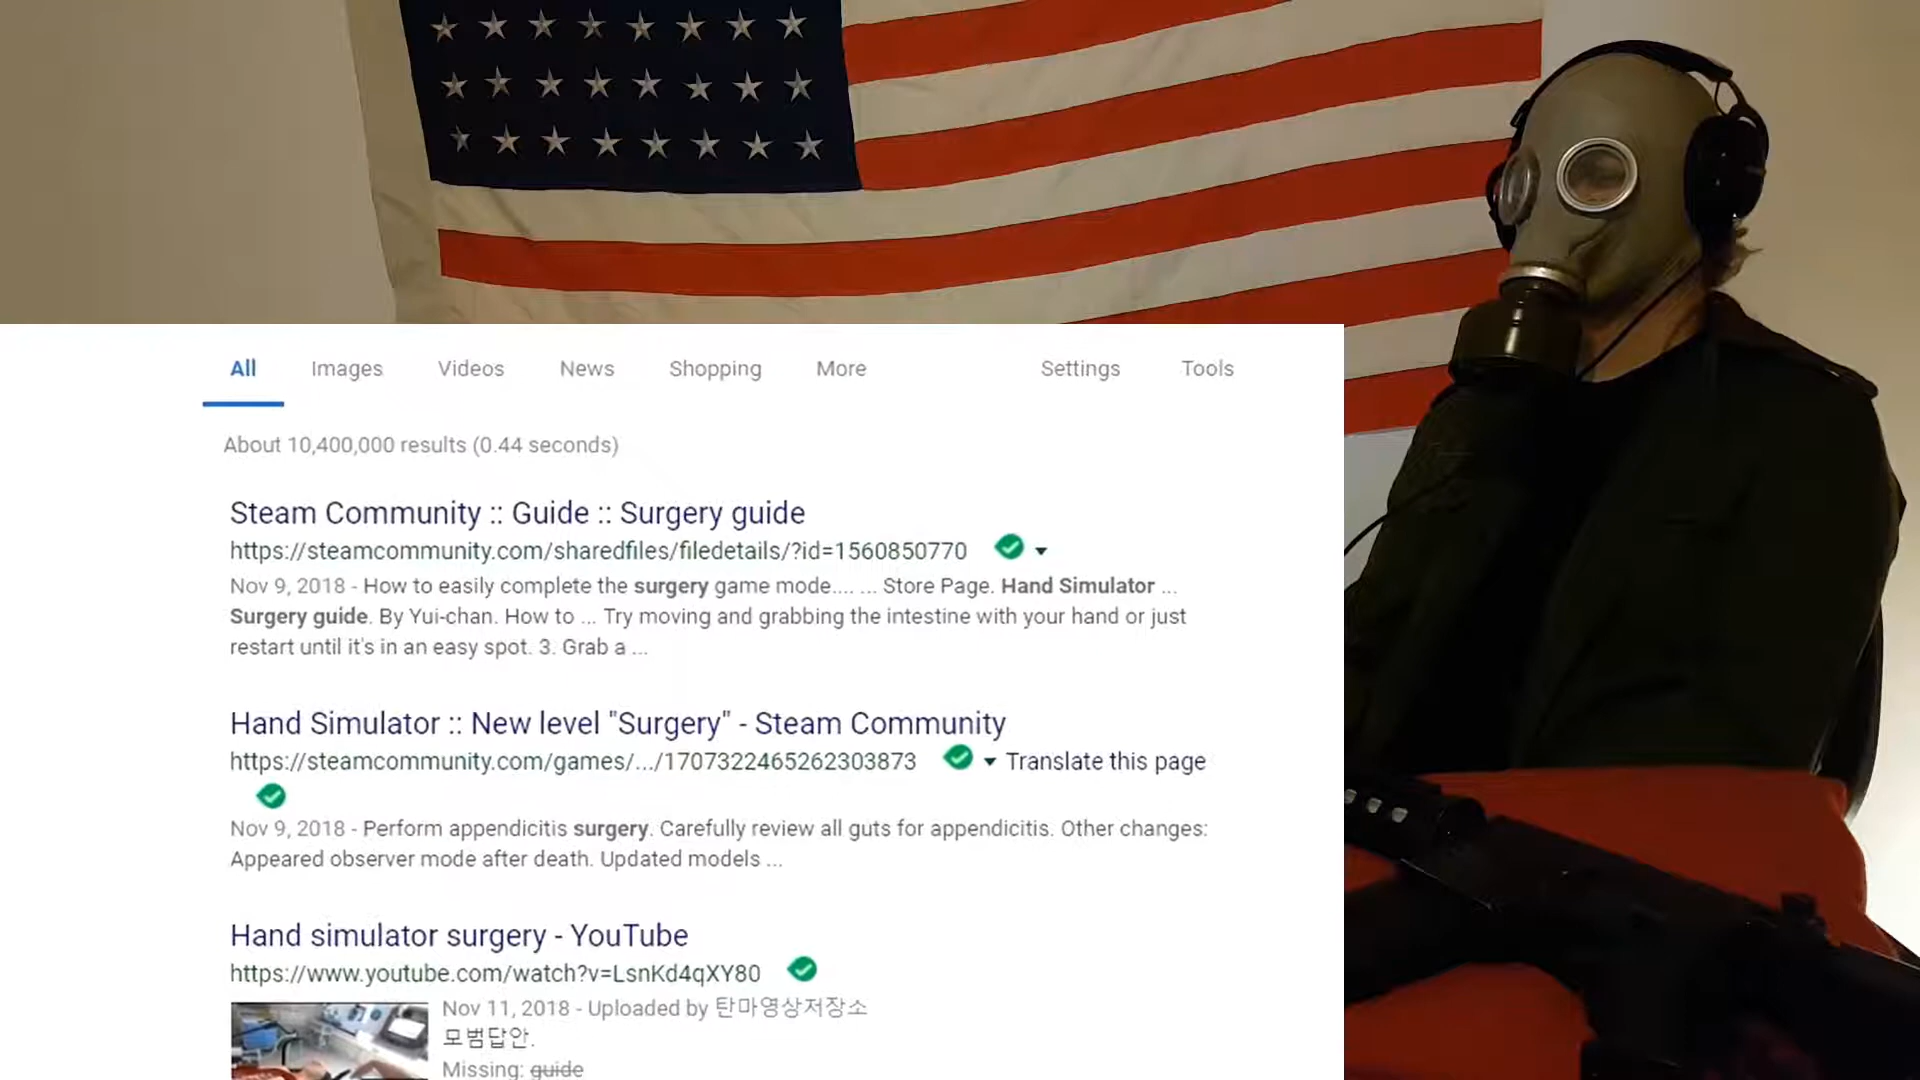 All Images Videos News Shopping More Settings Tools
About 10,400,000 results (0.44 seconds)
Steam Community :: Guide :: Surgery guide
https://steamcommunity.com/sharedfiles/filedetails/?id=1560850770
Nov 9, 2018 - How to easily complete the surgery game mode.... ... Store Page. Hand Simulator ...
Surgery guide. By Yui-chan. How to ... Try moving and grabbing the intestine with your hand or just
restart until it's in an easy spot. 3. Grab a ...
Hand Simulator :: New level "Surgery" - Steam Community
https://steamcommunity.com/games/.../1707322465262303873 Translate this page
Nov 9, 2018 - Perform appendicitis surgery. Carefully review all guts for appendicitis. Other changes:
Appeared observer mode after death. Updated models ...
Hand simulator surgery - YouTube
https://www.youtube.com/watch?v=LsnKd4qXY80
Nov 11, 2018 - Uploaded by 탄마영상저장소
모범답안.
Missing: guide